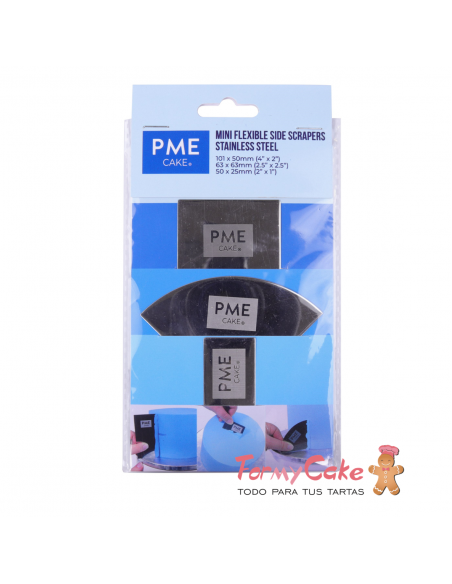 PME
CAKE®
MINI FLEXIBLE SIDE SCRAPERS
STAINLESS STEEL
101 x 50mm (4" x 2")
63 x 63mm (2.5" x 2.5")
50 x 25mm (2" x 1")
PME
CAKE®
PME
CAKE®
PME
CAKE®
FormyCake
TODO PARA TUS TARTAS